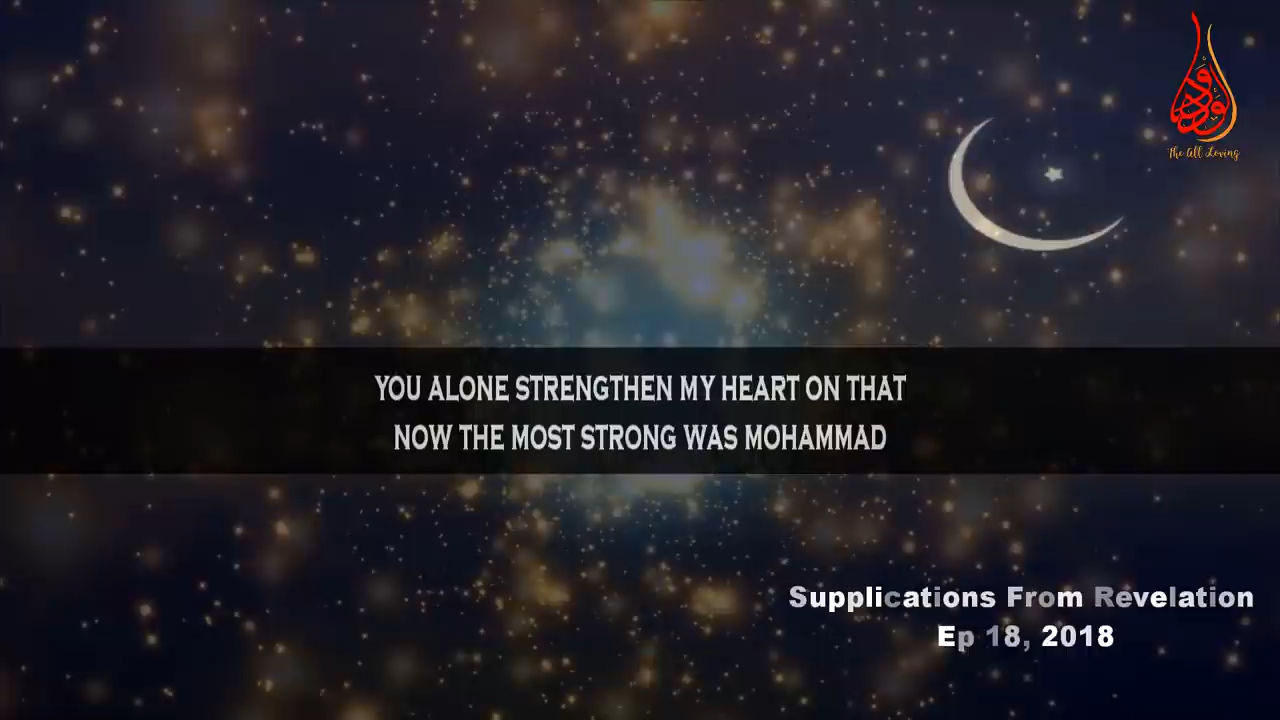 ودود
The All Loving
YOU ALONE STRENGTHEN MY HEART ON THAT
NOW THE MOST STRONG WAS MOHAMMAD
Supplications From Revelation
Ep 18, 2018